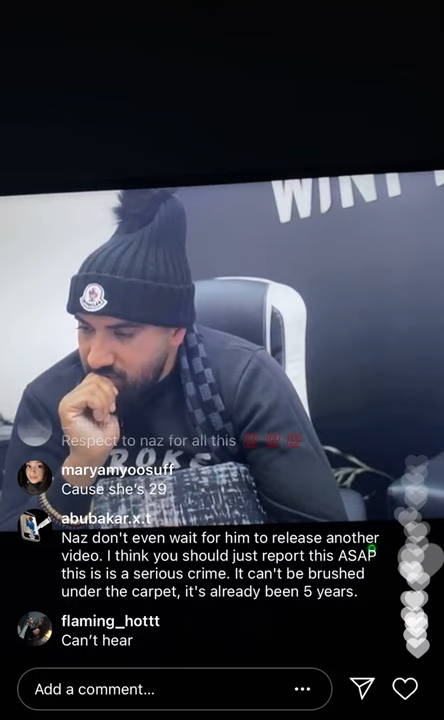 Respect to naz for all this 💯 💯 💯
maryamyoosuff
Cause she's 29
abubakar.x.t
Naz don't even wait for him to release another
video. I think you should just report this ASAP
this is is a serious crime. It can't be brushed
under the carpet, it's already been 5 years.
flaming_hottt
Can't hear
Add a comment...